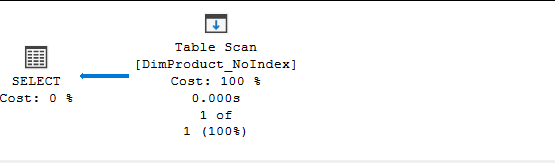 Table Scan
[DimProduct_NoIndex]
Cost: 100 %
0.000s
1 of
1 (100%)
SELECT
Cost: 0 %